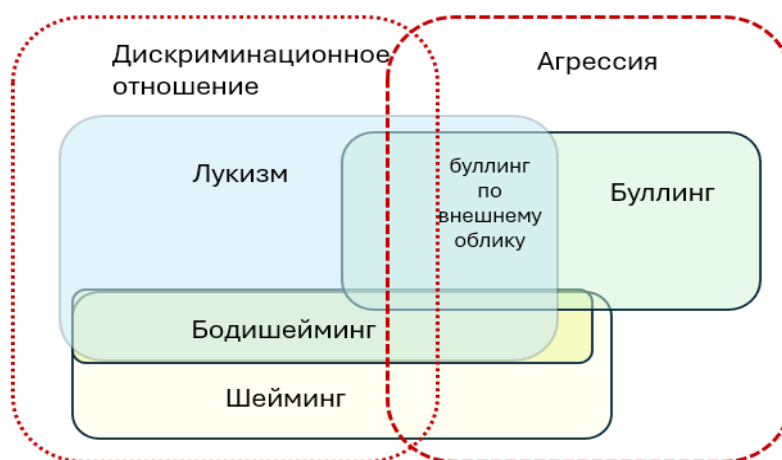 Дискриминационное
отношение
Агрессия
Лукизм
буллинг
по
внешнему
облику
Буллинг
Бодишейминг
Шейминг